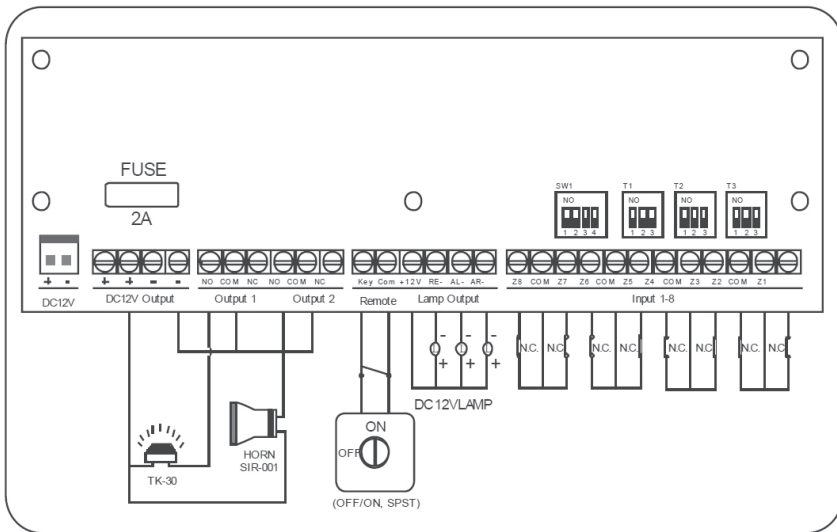 FUSE
2A
SW1 T1 T2 T3
NO NO NO NO
1 2 3 4 1 2 3 1 2 3 1 2 3
+ - + + - - NO COM NC NO COM NC Key Com +12V RE- AL- AR- Z8 COM Z7 Z6 COM Z5 Z4 COM Z3 Z2 COM Z1
DC12V DC12V Output Output 1 Output 2 Remote Lamp Output Input 1-8
- - -
N.C. N.C. N.C. N.C. N.C. N.C. N.C. N.C.
+ + +
DC12VLAMP
ON
OFF
HORN
SIR-001
TK-30
(OFF/ON, SPST)